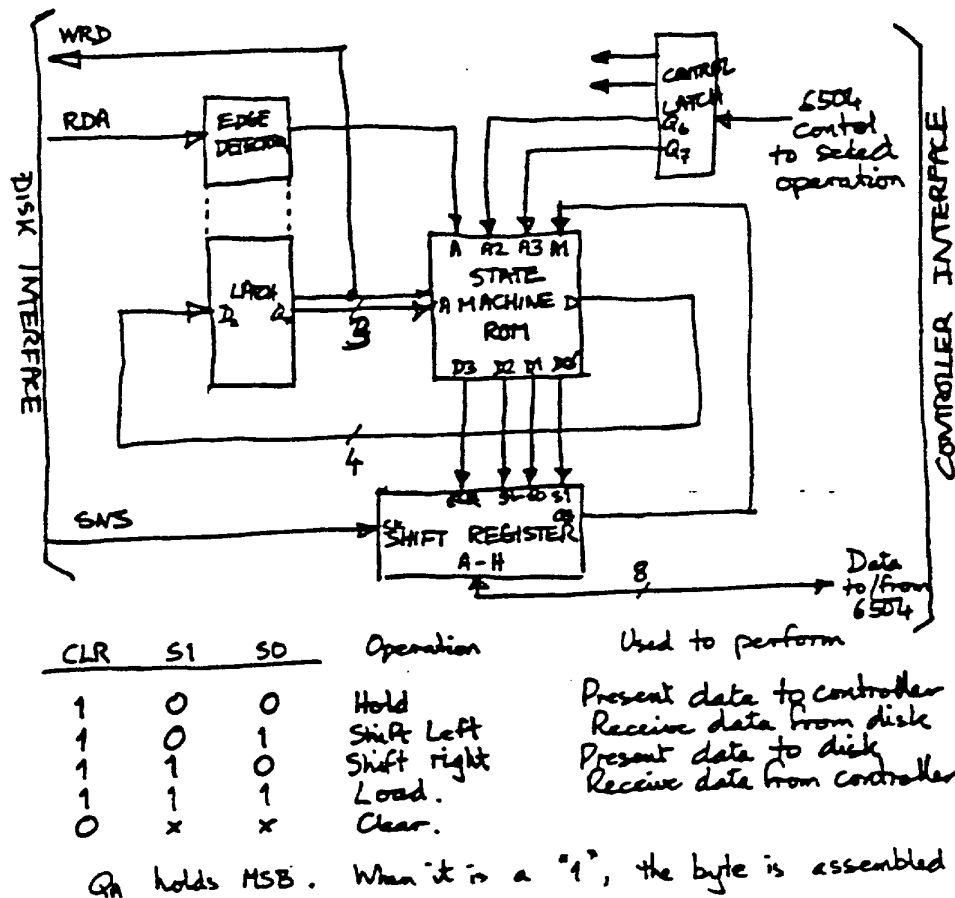 WRD
RDA
EDGE
DETECTOR
CONTROL
LATCH
Q6
Q7
6504
control
to select
operation
DISK INTERFACE
CONTROLLER INTERFACE
A A2 A3 A1
STATE
A MACHINE D
ROM
D3 D2 D1 D0
LATCH
3
4
SNS
SHIFT REGISTER
A-H
8
Data
to/from
6504
CLR S1 S0 Operation Used to perform
1 0 0 Hold Present data to controller
1 0 1 Shift Left Receive data from disk
1 1 0 Shift right Present data to disk
1 1 1 Load. Receive data from controller
0 x x Clear.
QA holds MSB. When it is a "1", the byte is assembled